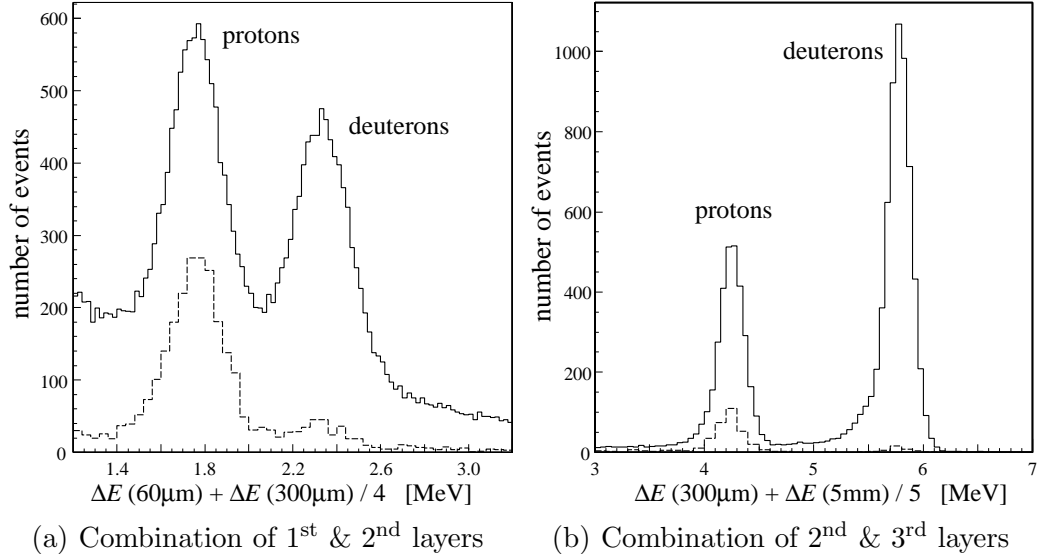 600
500
400
300
200
100
0
number of events
protons
deuterons
1.4 1.8 2.2 2.6 3.0
ΔE (60μm) + ΔE (300μm) / 4 [MeV]
(a) Combination of 1st & 2nd layers
1000
800
600
400
200
0
number of events
deuterons
protons
3 4 5 6 7
ΔE (300μm) + ΔE (5mm) / 5 [MeV]
(b) Combination of 2nd & 3rd layers